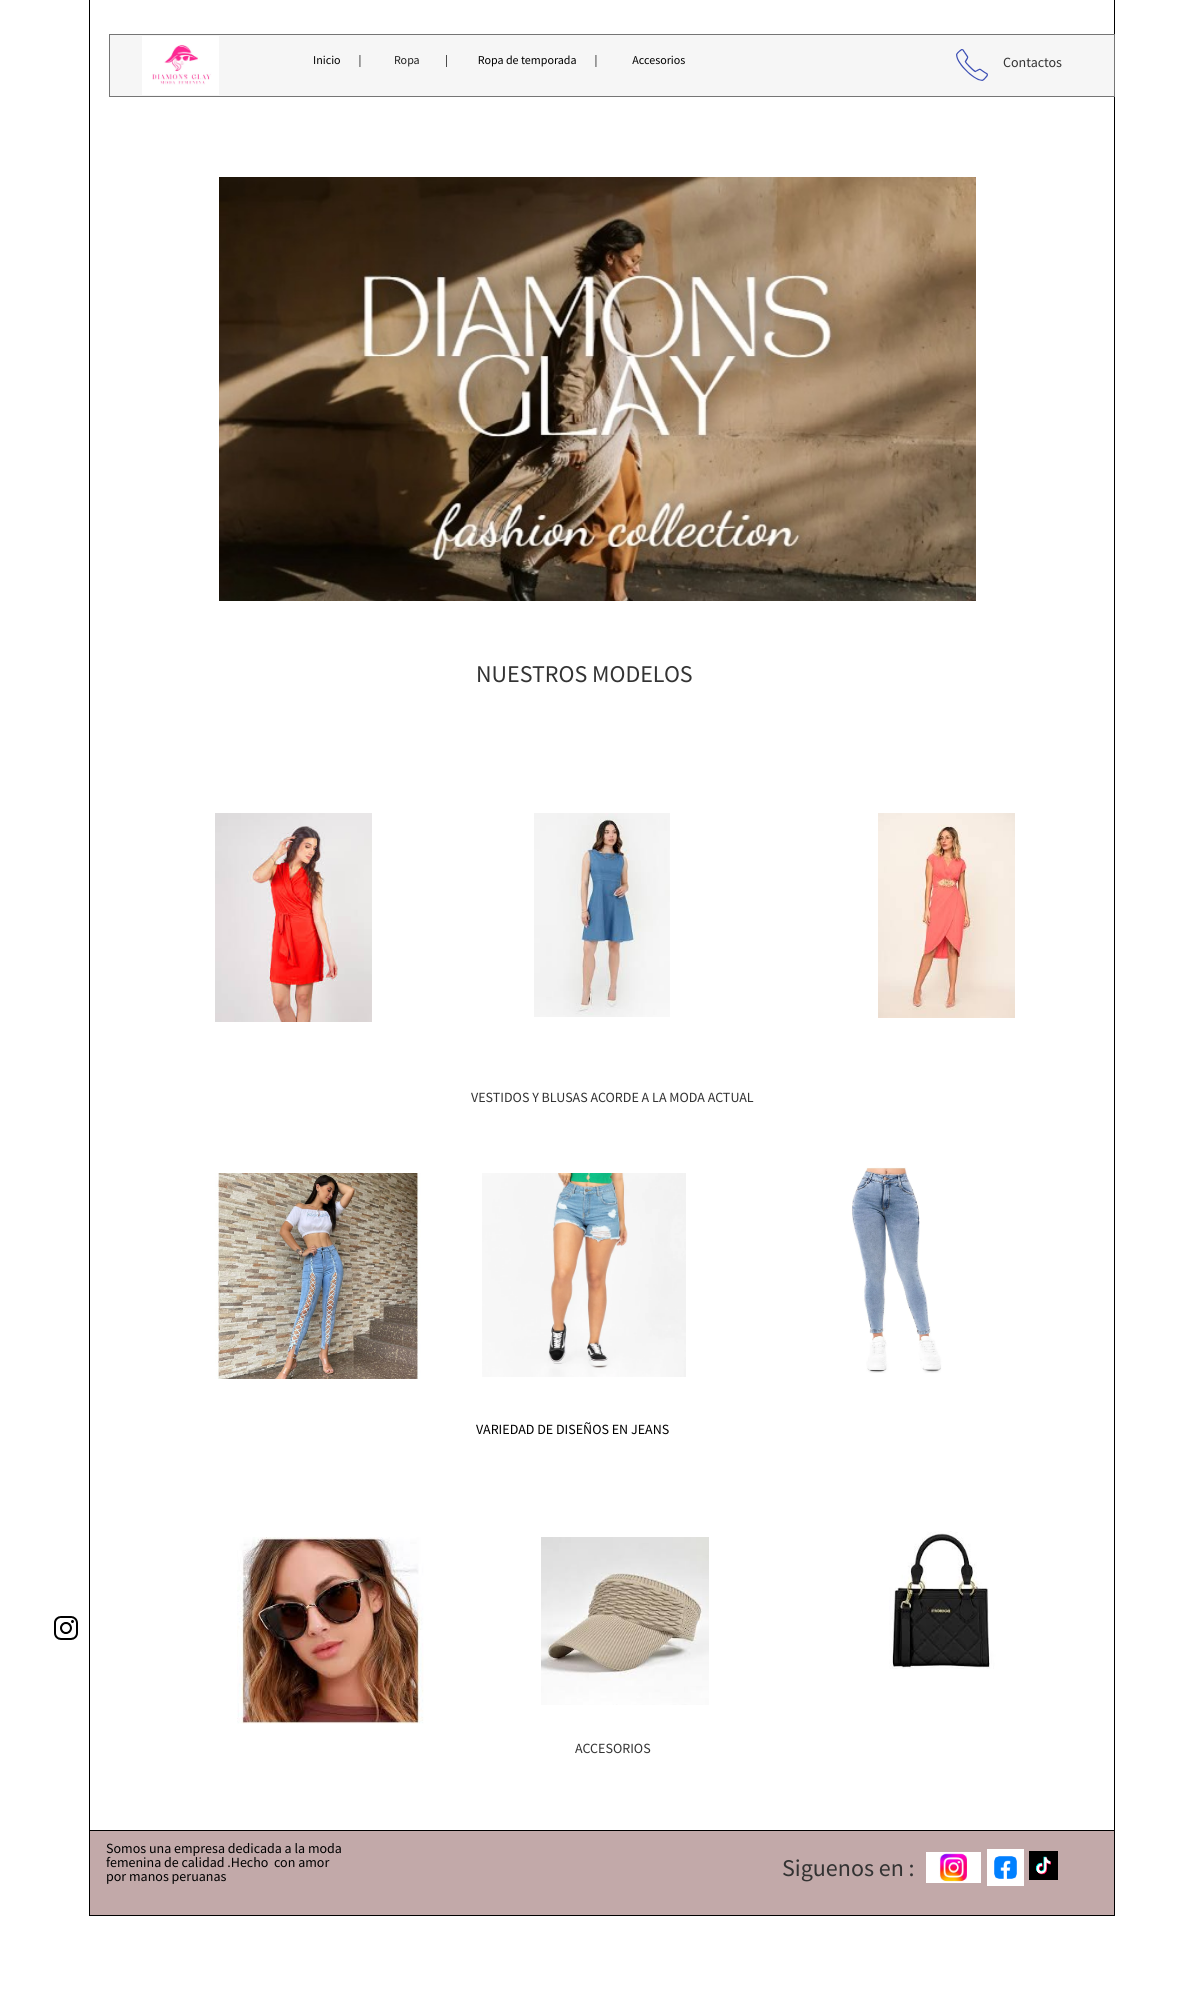 DIAMONS GLAY
MODA FEMENINA
Inicio | Ropa | Ropa de temporada | Accesorios
Contactos
DIAMONS
GLAY
fashion collection
NUESTROS MODELOS
VESTIDOS Y BLUSAS ACORDE A LA MODA ACTUAL
VARIEDAD DE DISEÑOS EN JEANS
ACCESORIOS
Somos una empresa dedicada a la moda
femenina de calidad .Hecho  con amor
por manos peruanas
Siguenos en :